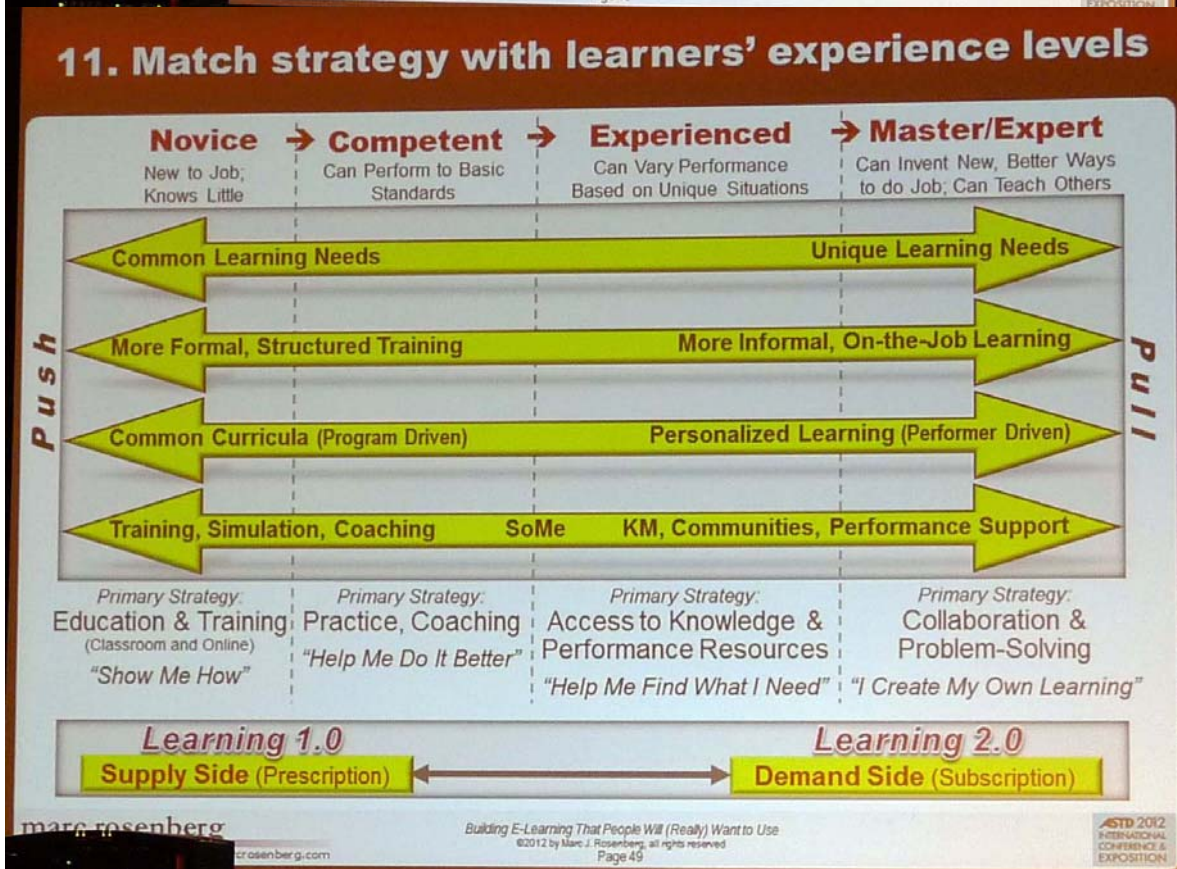 EXPOSITION
11. Match strategy with learners’ experience levels
Novice → Competent → Experienced → Master/Expert
New to Job;
Knows Little
Can Perform to Basic
Standards
Can Vary Performance
Based on Unique Situations
Can Invent New, Better Ways
to do Job; Can Teach Others
Push
Common Learning Needs
Unique Learning Needs
More Formal, Structured Training
More Informal, On-the-Job Learning
Common Curricula (Program Driven)
Personalized Learning (Performer Driven)
Training, Simulation, Coaching
SoMe
KM, Communities, Performance Support
Pull
Primary Strategy:
Education & Training
(Classroom and Online)
“Show Me How”
Primary Strategy:
Practice, Coaching
“Help Me Do It Better”
Primary Strategy:
Access to Knowledge &
Performance Resources
“Help Me Find What I Need”
Primary Strategy:
Collaboration &
Problem-Solving
“I Create My Own Learning”
Learning 1.0
Supply Side (Prescription)
Learning 2.0
Demand Side (Subscription)
marc rosenberg
crosenberg.com
Building E-Learning That People Will (Really) Want to Use
©2012 by Marc J. Rosenberg, all rights reserved
Page 49
ASTD 2012
INTERNATIONAL
CONFERENCE &
EXPOSITION